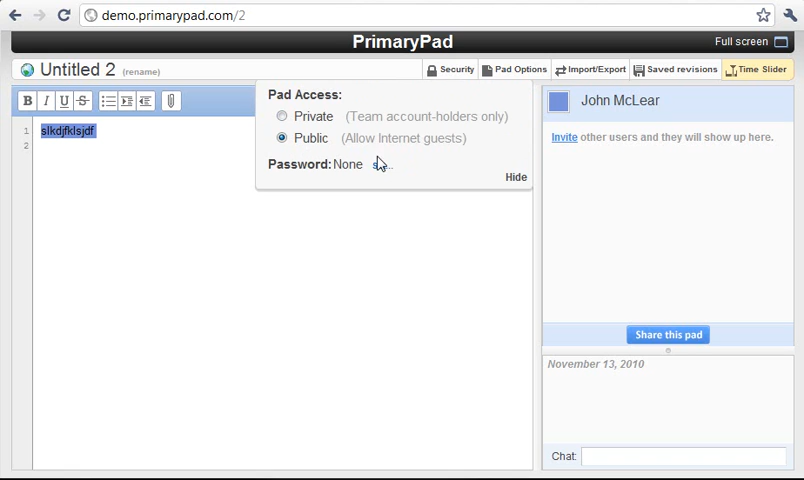 demo.primarypad.com/2
PrimaryPad
Full screen
Untitled 2 (rename)
Security
Pad Options
Import/Export
Saved revisions
Time Slider
B I U S
1 slkdjfklsjdf
2
Pad Access:
Private (Team account-holders only)
Public (Allow Internet guests)
Password: None
Hide
John McLear
Invite other users and they will show up here.
Share this pad
November 13, 2010
Chat: